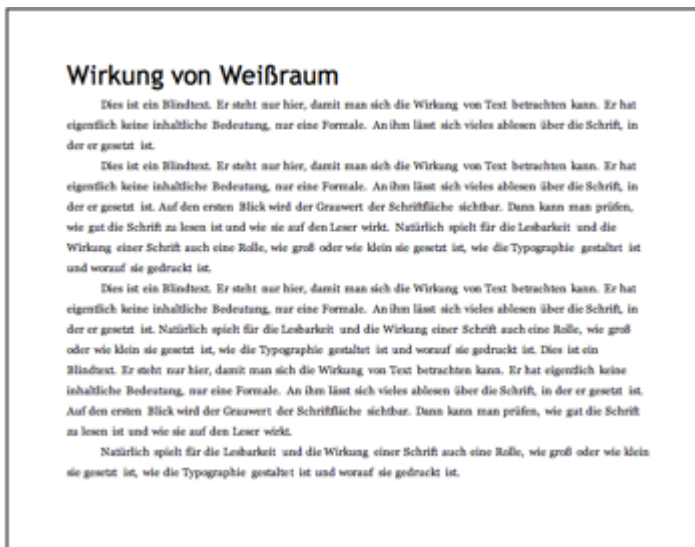 Wirkung von Weißraum
Dies ist ein Blindtext. Er steht nur hier, damit man sich die Wirkung von Text betrachten kann. Er hat
eigentlich keine inhaltliche Bedeutung, nur eine Formale. An ihm lässt sich vieles ablesen über die Schrift, in
der er gesetzt ist.
Dies ist ein Blindtext. Er steht nur hier, damit man sich die Wirkung von Text betrachten kann. Er hat
eigentlich keine inhaltliche Bedeutung, nur eine Formale. An ihm lässt sich vieles ablesen über die Schrift, in
der er gesetzt ist. Auf den ersten Blick wird der Grauwert der Schriftfläche sichtbar. Dann kann man prüfen,
wie gut die Schrift zu lesen ist und wie sie auf den Leser wirkt. Natürlich spielt für die Lesbarkeit und die
Wirkung einer Schrift auch eine Rolle, wie groß oder wie klein sie gesetzt ist, wie die Typographie gestaltet ist
und worauf sie gedruckt ist.
Dies ist ein Blindtext. Er steht nur hier, damit man sich die Wirkung von Text betrachten kann. Er hat
eigentlich keine inhaltliche Bedeutung, nur eine Formale. An ihm lässt sich vieles ablesen über die Schrift, in
der er gesetzt ist. Natürlich spielt für die Lesbarkeit und die Wirkung einer Schrift auch eine Rolle, wie groß
oder wie klein sie gesetzt ist, wie die Typographie gestaltet ist und worauf sie gedruckt ist. Dies ist ein
Blindtext. Er steht nur hier, damit man sich die Wirkung von Text betrachten kann. Er hat eigentlich keine
inhaltliche Bedeutung, nur eine Formale. An ihm lässt sich vieles ablesen über die Schrift, in der er gesetzt ist.
Auf den ersten Blick wird der Grauwert der Schriftfläche sichtbar. Dann kann man prüfen, wie gut die Schrift
zu lesen ist und wie sie auf den Leser wirkt.
Natürlich spielt für die Lesbarkeit und die Wirkung einer Schrift auch eine Rolle, wie groß oder wie klein
sie gesetzt ist, wie die Typographie gestaltet ist und worauf sie gedruckt ist.